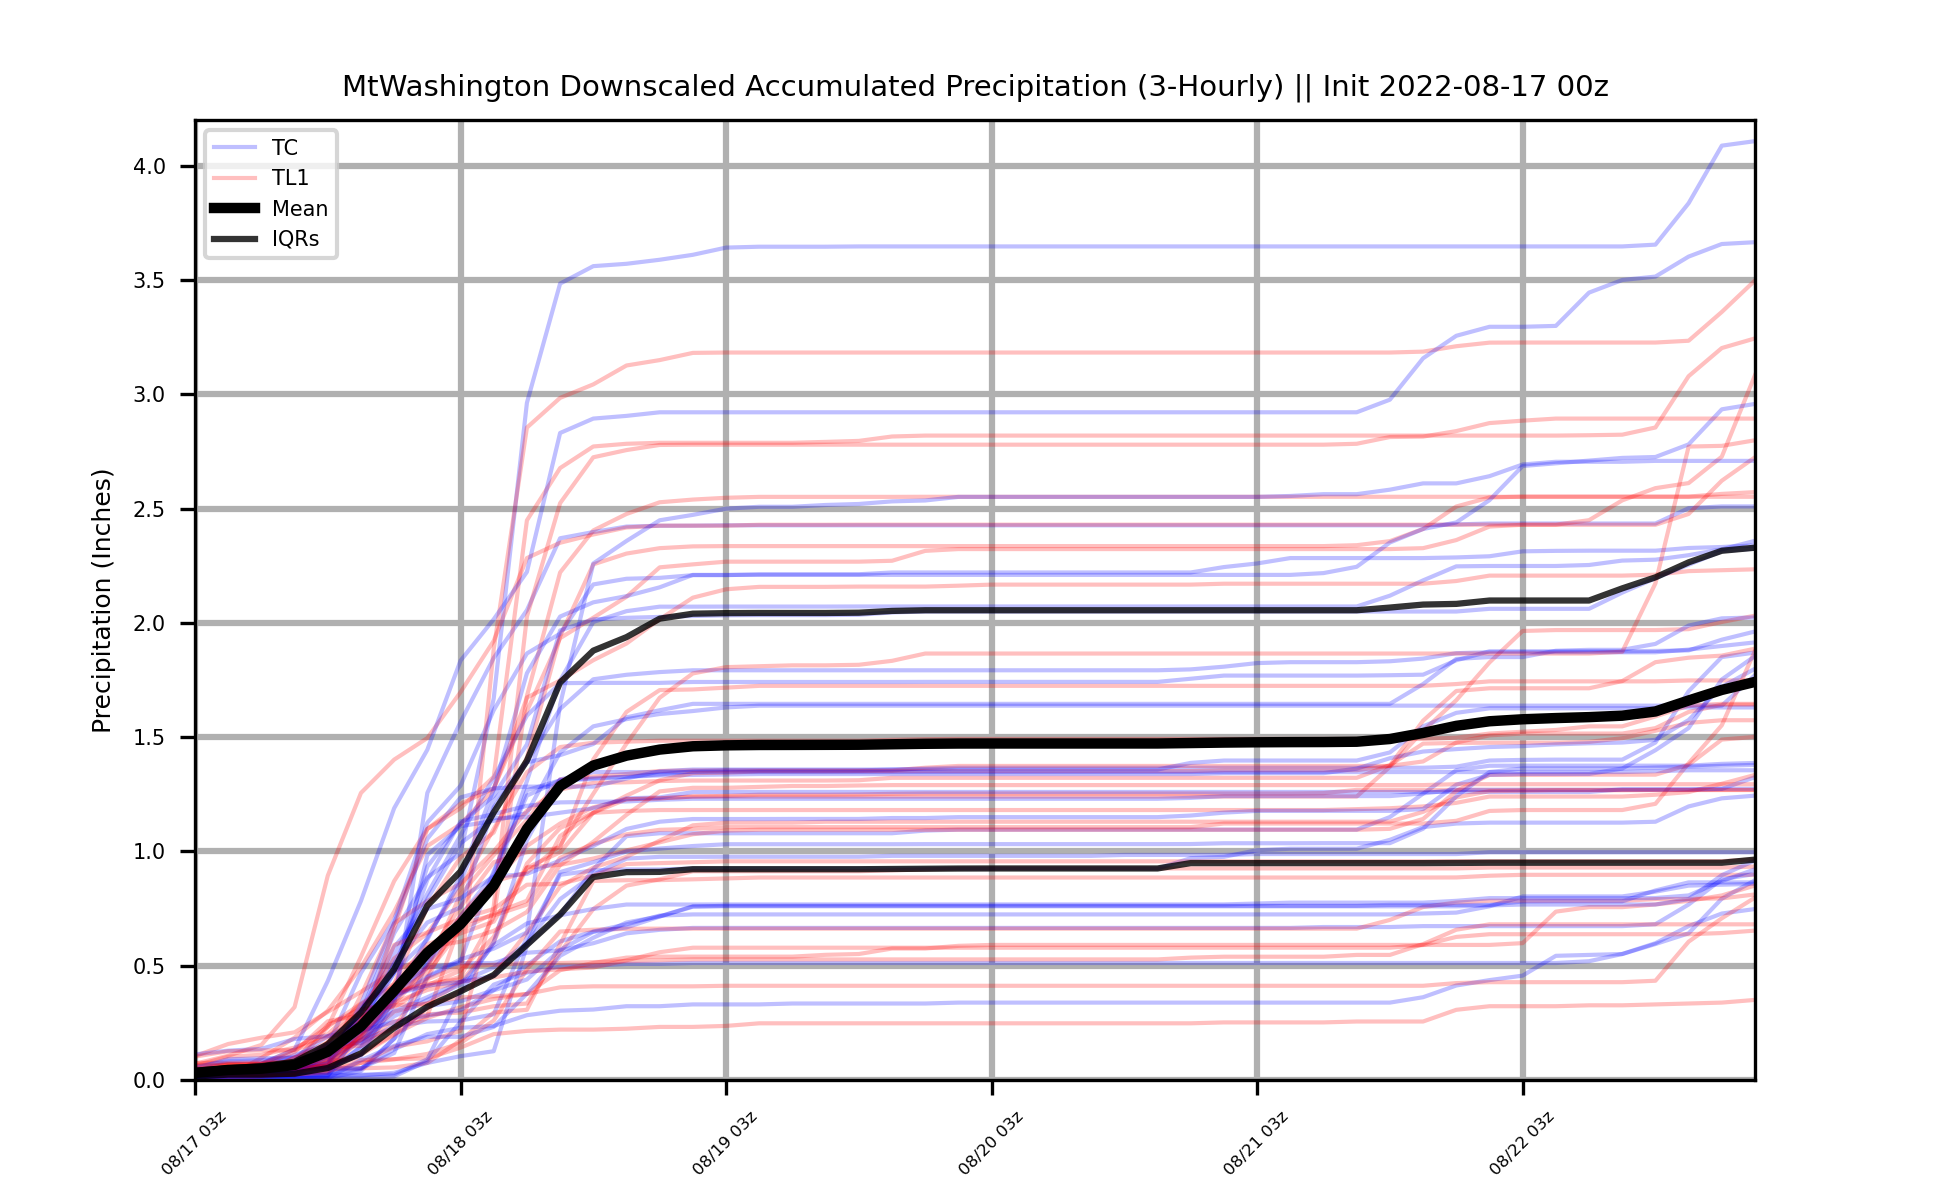 MtWashington Downscaled Accumulated Precipitation (3-Hourly) || Init 2022-08-17 00z
TC
TL1
Mean
IQRs
Precipitation (Inches)
4.0
3.5
3.0
2.5
2.0
1.5
1.0
0.5
0.0
08/17 03z
08/18 03z
08/19 03z
08/20 03z
08/21 03z
08/22 03z